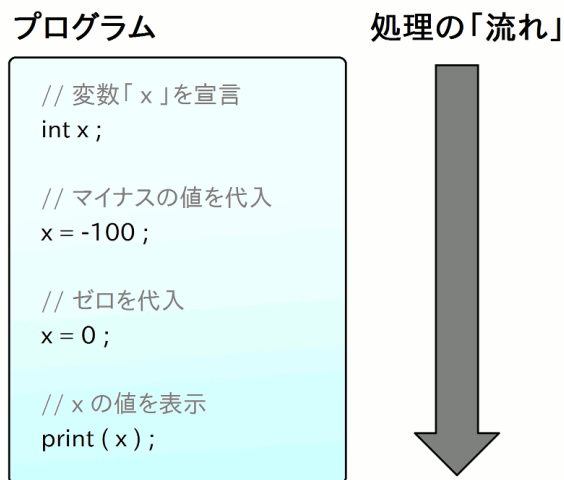 プログラム
処理の「流れ」
// 変数「 x 」を宣言
int x ;
// マイナスの値を代入
x = -100 ;
// ゼロを代入
x = 0 ;
// x の値を表示
print ( x ) ;